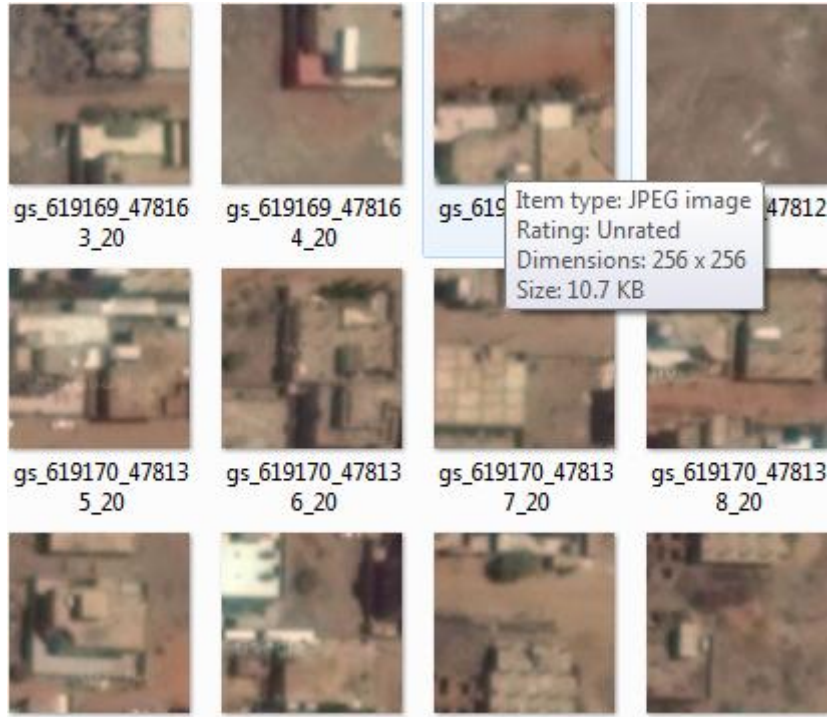 gs_619169_47816
3_20
gs_619169_47816
4_20
gs_619
47812
Item type: JPEG image
Rating: Unrated
Dimensions: 256 x 256
Size: 10.7 KB
gs_619170_47813
5_20
gs_619170_47813
6_20
gs_619170_47813
7_20
gs_619170_47813
8_20